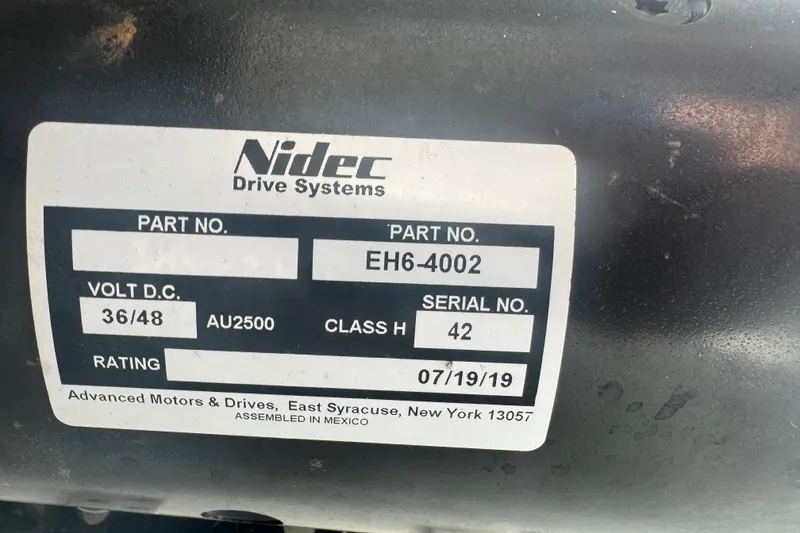 Nidec
Drive Systems
PART NO. PART NO.
EH6-4002
VOLT D.C. SERIAL NO.
36/48 AU2500 CLASS H 42
RATING 07/19/19
Advanced Motors & Drives, East Syracuse, New York 13057
ASSEMBLED IN MEXICO